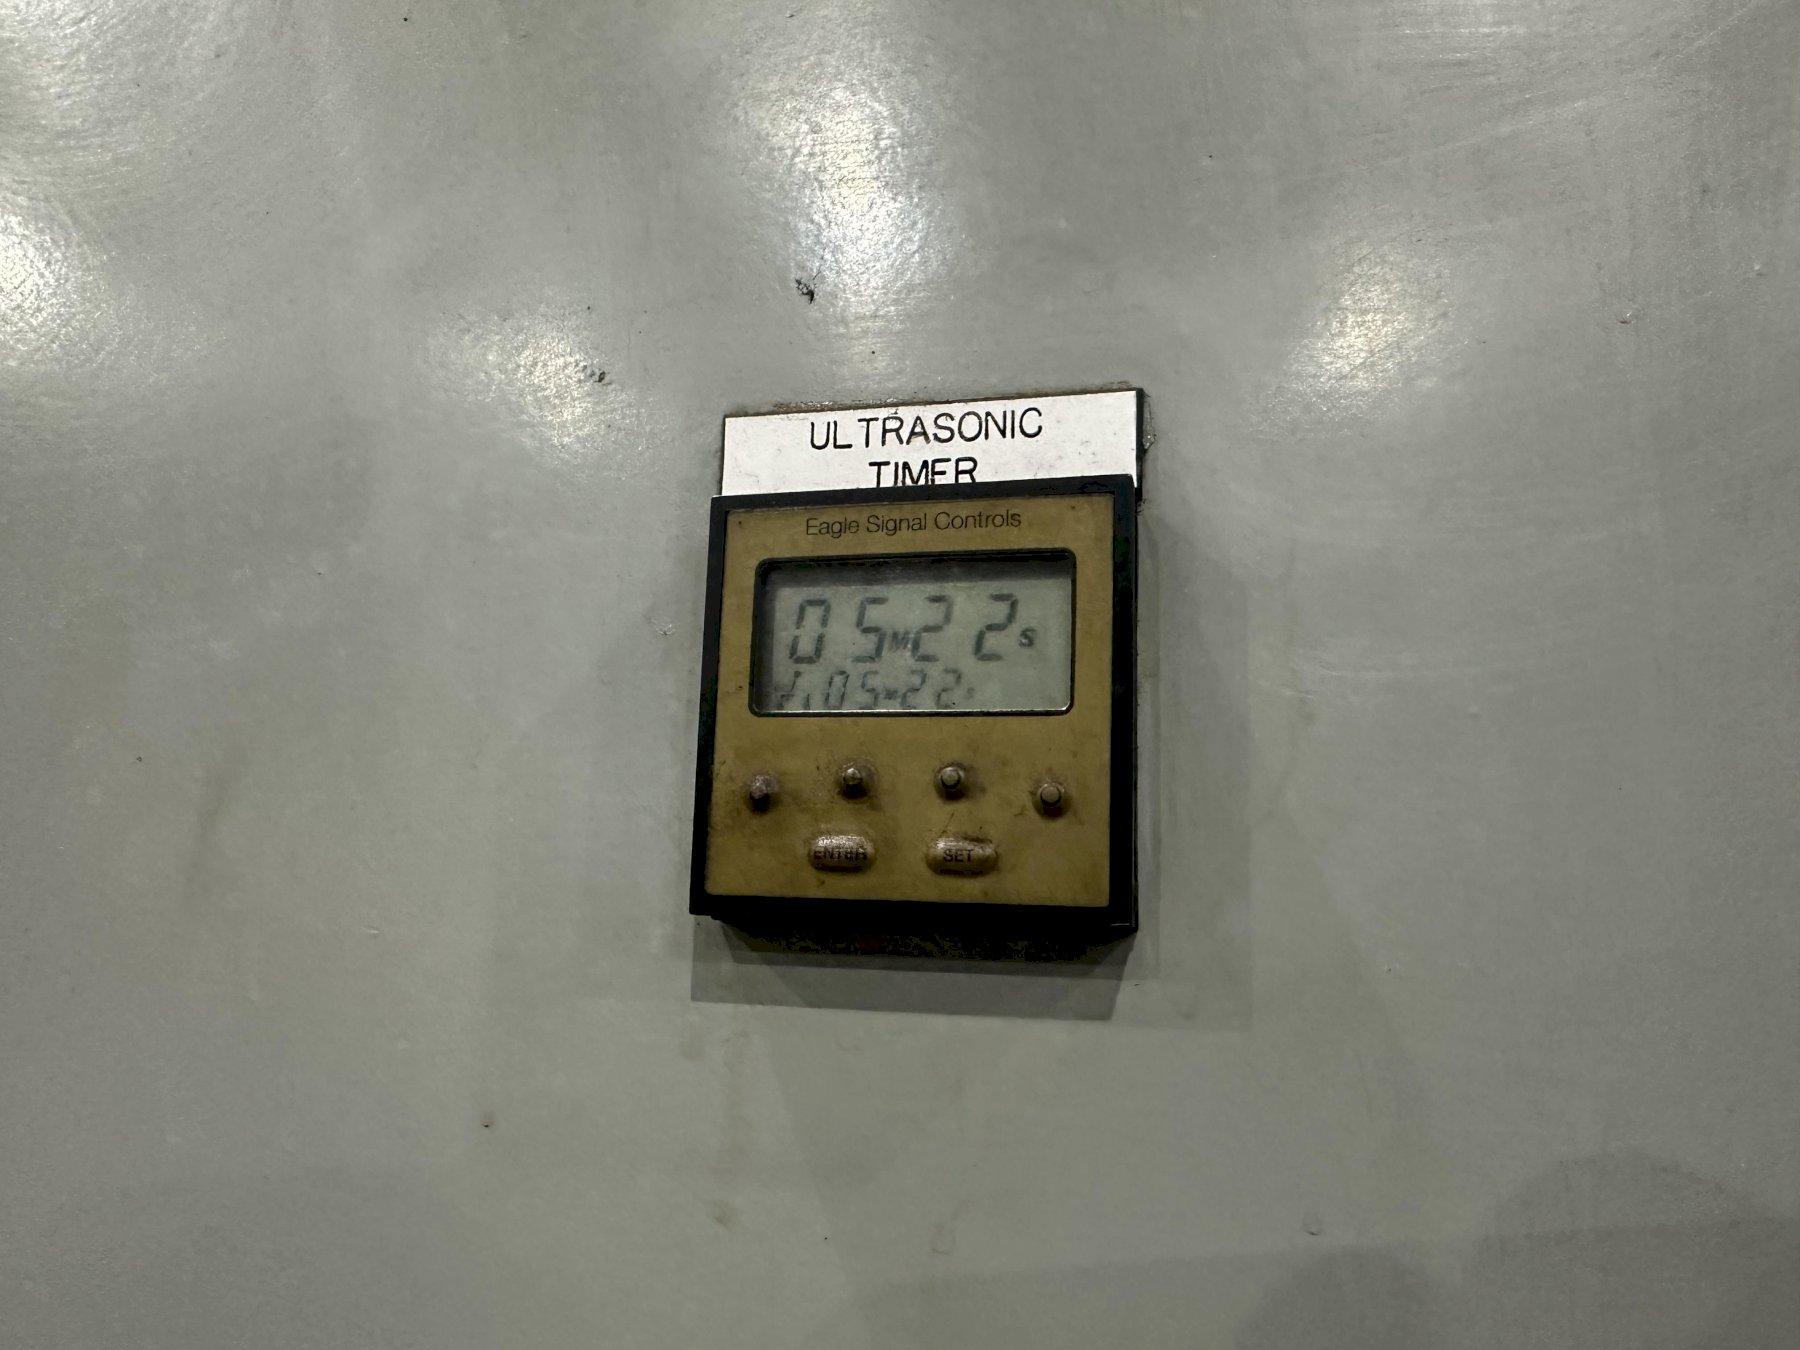 ULTRASONIC
TIMER
Eagle Signal Controls
05M22S
05M22S
ENTER SET